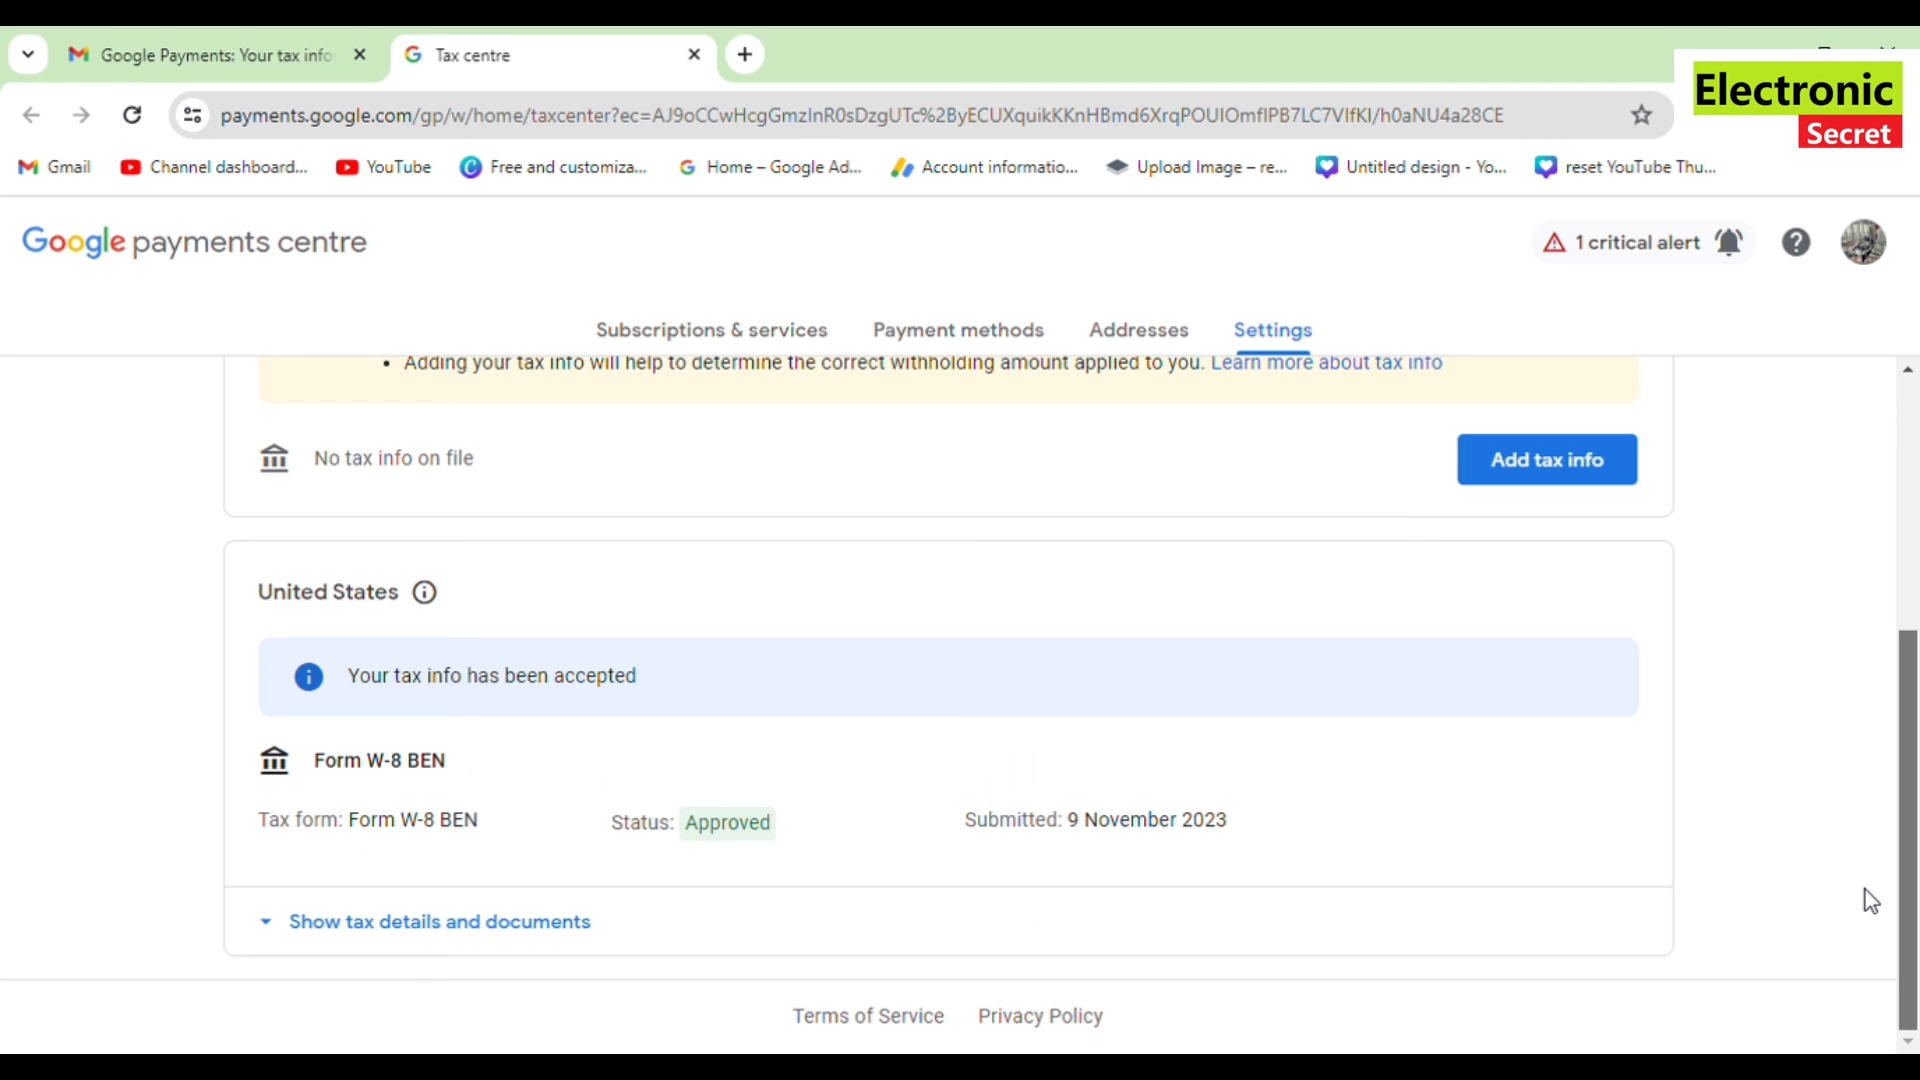 Google Payments: Your tax info
Tax centre
payments.google.com/gp/w/home/taxcenter?ec=AJ9oCCwHcgGmzInR0sDzgUTc%2ByECUXquikKKnHBmd6XrqPOUIOmfIPB7LC7VIfKI/h0aNU4a28CE
Electronic
Secret
Gmail
Channel dashboard...
YouTube
Free and customiza...
Home – Google Ad...
Account informatio...
Upload Image – re...
Untitled design - Yo...
reset YouTube Thu...
Google payments centre
1 critical alert
Subscriptions & services
Payment methods
Addresses
Settings
• Adding your tax info will help to determine the correct withholding amount applied to you. Learn more about tax info
No tax info on file
Add tax info
United States
Your tax info has been accepted
Form W-8 BEN
Tax form: Form W-8 BEN
Status: Approved
Submitted: 9 November 2023
Show tax details and documents
Terms of Service
Privacy Policy